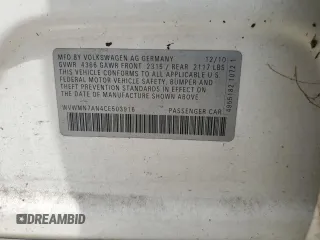 MFD BY VOLKSWAGEN AG GERMANY 12/10
GVWR 4366 GAWR FRONT 2315 / REAR 2117 LBS
THIS VEHICLE CONFORMS TO ALL APPLICABLE U.S
FEDERAL MOTOR VEHICLE SAFETY, BUMPER, AND
THEFT PREVENTION STANDARDS IN EFFECT ON THE
DATE OF MANUFACTURE SHOWN ABOVE.
PASSENGER CAR
DREAMBID